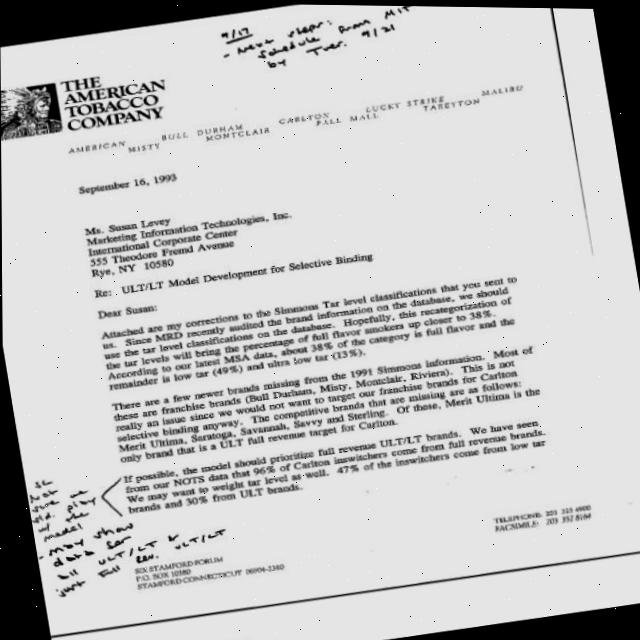 9/17
- Next steps:
Schedule from MIT
by Tues. 9/21
THE
AMERICAN
TOBACCO
COMPANY
AMERICAN BULL DURHAM CARLTON LUCKY STRIKE MALIBU
MISTY MONTCLAIR PALL MALL TAREYTON
September 16, 1993
Ms. Susan Levey
Marketing Information Technologies, Inc.
International Corporate Center
555 Theodore Fremd Avenue
Rye, NY 10580
Re: ULT/LT Model Development for Selective Binding
Dear Susan:
Attached are my corrections to the Simmons Tar level classifications that you sent to
us. Since MRD recently audited the brand information on the database, we should
use the tar level classifications on the database. Hopefully, this recategorization of
the tar levels will bring the percentage of full flavor smokers up closer to 38%.
According to our latest MSA data, about 38% of the category is full flavor and the
remainder is low tar (49%) and ultra low tar (13%).
There are a few newer brands missing from the 1991 Simmons information. Most of
these are franchise brands (Bull Durham, Misty, Montclair, Riviera). This is not
really an issue since we would not want to target our franchise brands for Carlton
selective binding anyway. The competitive brands that are missing are as follows:
Merit Ultima, Saratoga, Savannah, Savvy and Sterling. Of these, Merit Ultima is the
only brand that is a ULT full revenue target for Carlton.
If possible, the model should prioritize full revenue ULT/LT brands. We have seen
from our NOTS data that 96% of Carlton inswitchers come from full revenue brands.
We may want to weight tar level as well. 47% of the inswitchers come from low tar
brands and 30% from ULT brands.
not
sure we
play
w/ the
model
- may show
data for
all ULT/LT &
just full rev. ULT/LT
SIX STAMFORD FORUM
P.O. BOX 10380
STAMFORD CONNECTICUT 06904-2380
TELEPHONE: 203 325 4900
FACSIMILE: 203 352 8164